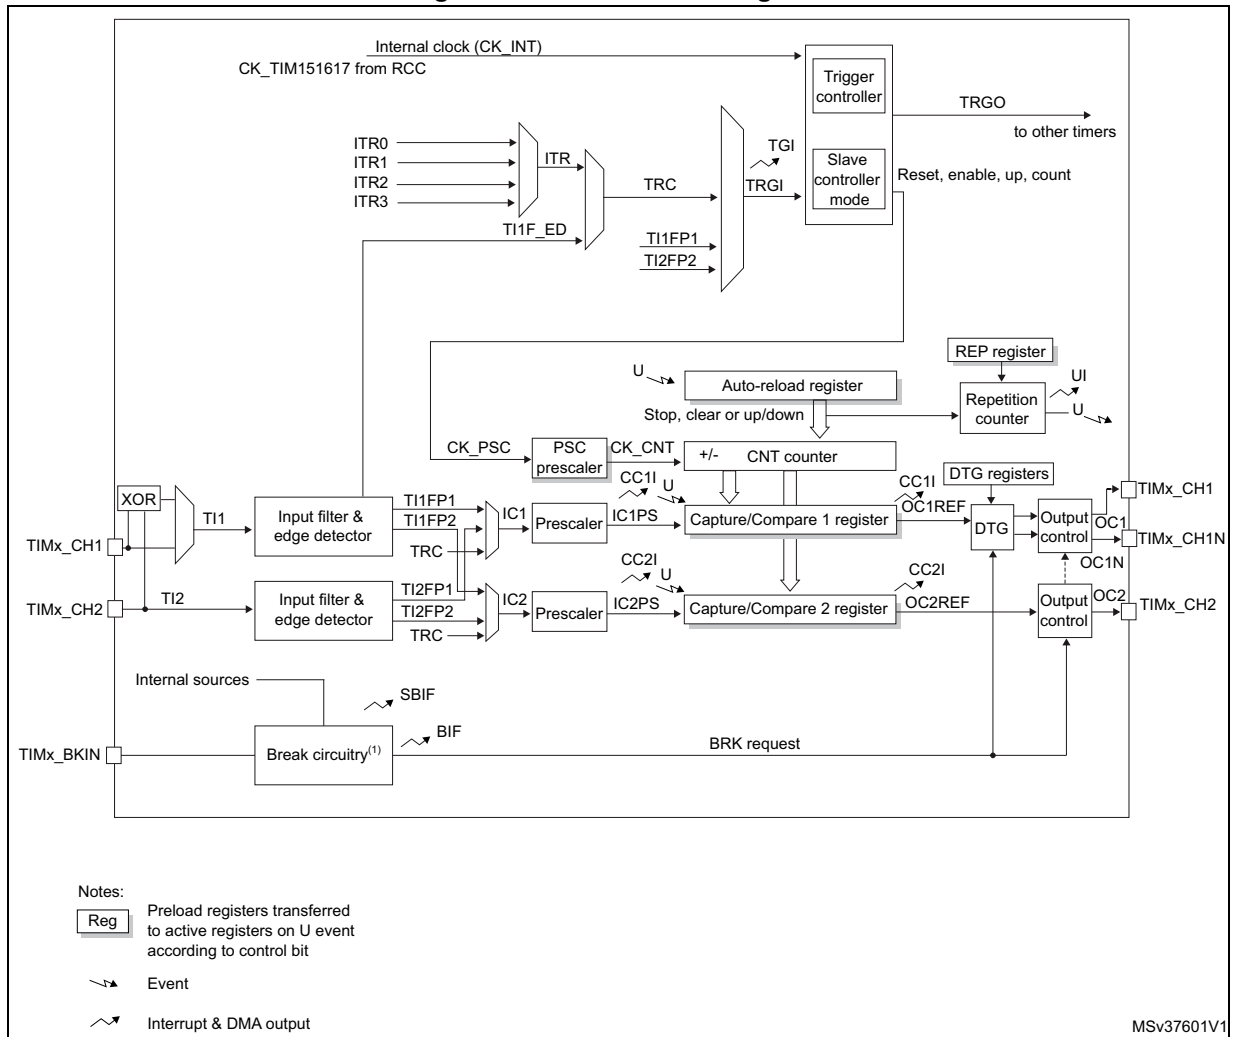 Internal clock (CK_INT)
CK_TIM151617 from RCC
Trigger
controller
TRGO
to other timers
ITR0
ITR1
ITR2
ITR3
ITR
TGI
TRC
TRGI
Slave
controller
mode
Reset, enable, up, count
TI1F_ED
TI1FP1
TI2FP2
REP register
U
Auto-reload register
UI
Repetition
counter
U
Stop, clear or up/down
CK_PSC
PSC
prescaler
CK_CNT
+/- CNT counter
DTG registers
XOR
TI1
Input filter &
edge detector
TI1FP1
TI1FP2
TRC
IC1
Prescaler
IC1PS
CC1I
U
Capture/Compare 1 register
CC1I
OC1REF
DTG
Output
control
OC1
OC1N
TIMx_CH1
TIMx_CH1N
TIMx_CH1
TIMx_CH2
TI2
Input filter &
edge detector
TI2FP1
TI2FP2
TRC
IC2
Prescaler
IC2PS
CC2I
U
Capture/Compare 2 register
CC2I
OC2REF
Output
control
OC2
TIMx_CH2
Internal sources
SBIF
TIMx_BKIN
Break circuitry(1)
BIF
BRK request
Notes:
Reg
Preload registers transferred
to active registers on U event
according to control bit
Event
Interrupt & DMA output
MSv37601V1